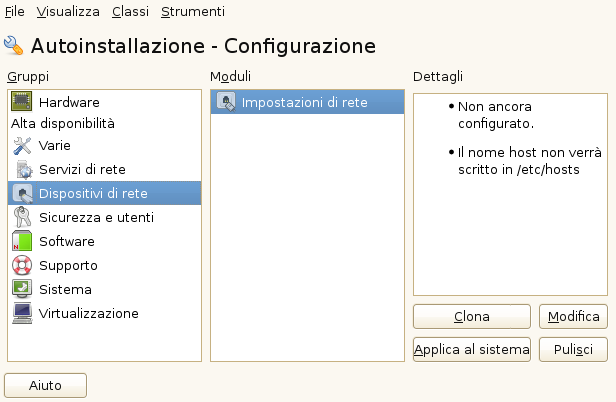 File Visualizza Classi Strumenti
Autoinstallazione - Configurazione
Gruppi
Hardware
Alta disponibilità
Varie
Servizi di rete
Dispositivi di rete
Sicurezza e utenti
Software
Supporto
Sistema
Virtualizzazione
Moduli
Impostazioni di rete
Dettagli
• Non ancora
configurato.
• Il nome host non verrà
scritto in /etc/hosts
Clona Modifica
Applica al sistema Pulisci
Aiuto